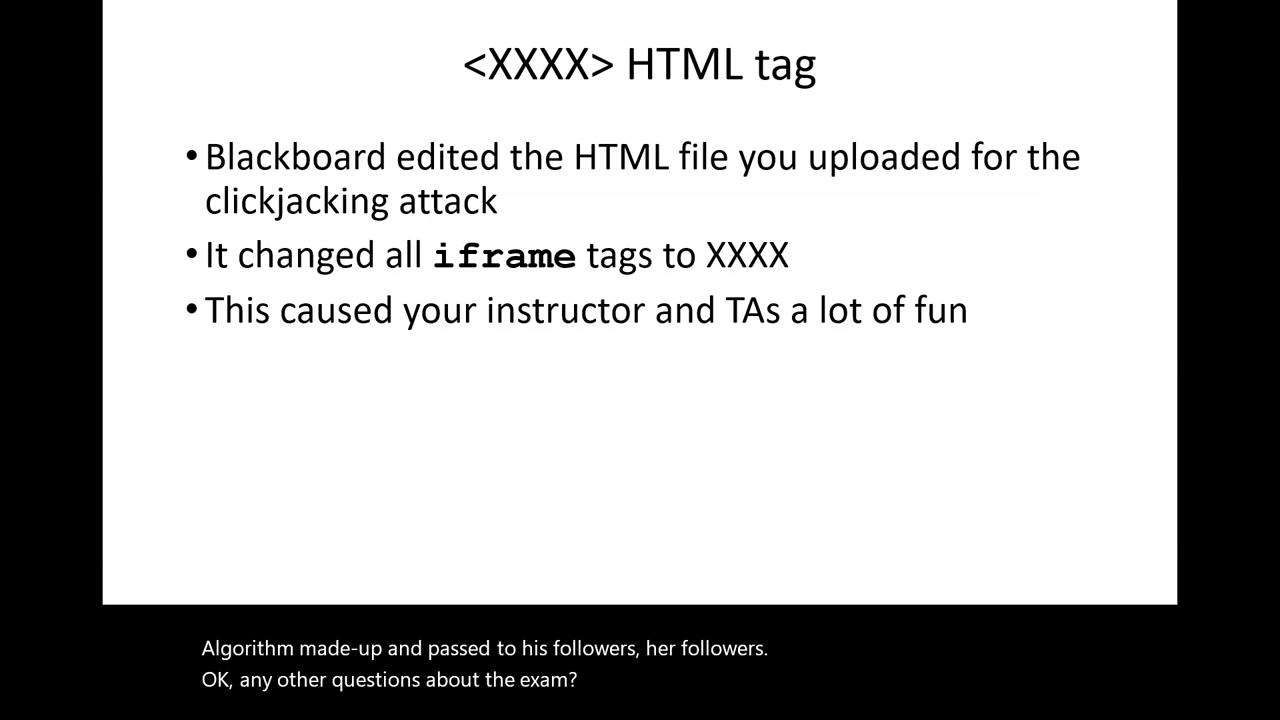 <XXXX> HTML tag
• Blackboard edited the HTML file you uploaded for the
clickjacking attack
• It changed all iframe tags to XXXX
• This caused your instructor and TAs a lot of fun
Algorithm made-up and passed to his followers, her followers.
OK, any other questions about the exam?